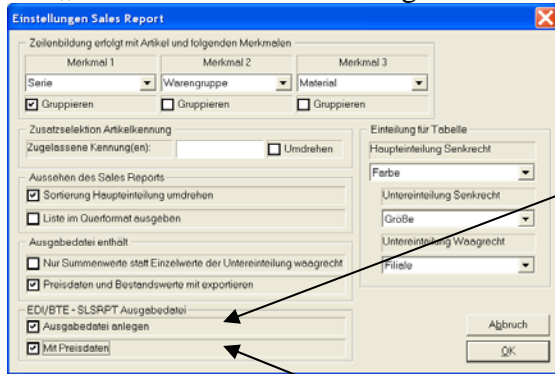 Einstellungen Sales Report
Zeilenbildung erfolgt mit Artikel und folgenden Merkmalen
Merkmal 1 Merkmal 2 Merkmal 3
Serie Warengruppe Material
Gruppieren Gruppieren Gruppieren
Zusatzselektion Artikelkennung
Zugelassene Kennung(en): Umdrehen
Aussehen des Sales Reports
Sortierung Haupteinteilung umdrehen
Liste im Querformat ausgeben
Ausgabedatei enthält
Nur Summenwerte statt Einzelwerte der Untereinteilung waagrecht
Preisdaten und Bestandswerte mit exportieren
EDI/BTE - SLSRPT Ausgabedatei
Ausgabedatei anlegen
Mit Preisdaten
Einteilung für Tabelle
Haupteinteilung Senkrecht
Farbe
Untereinteilung Senkrecht
Größe
Untereinteilung Waagrecht
Filiale
Abbruch
OK